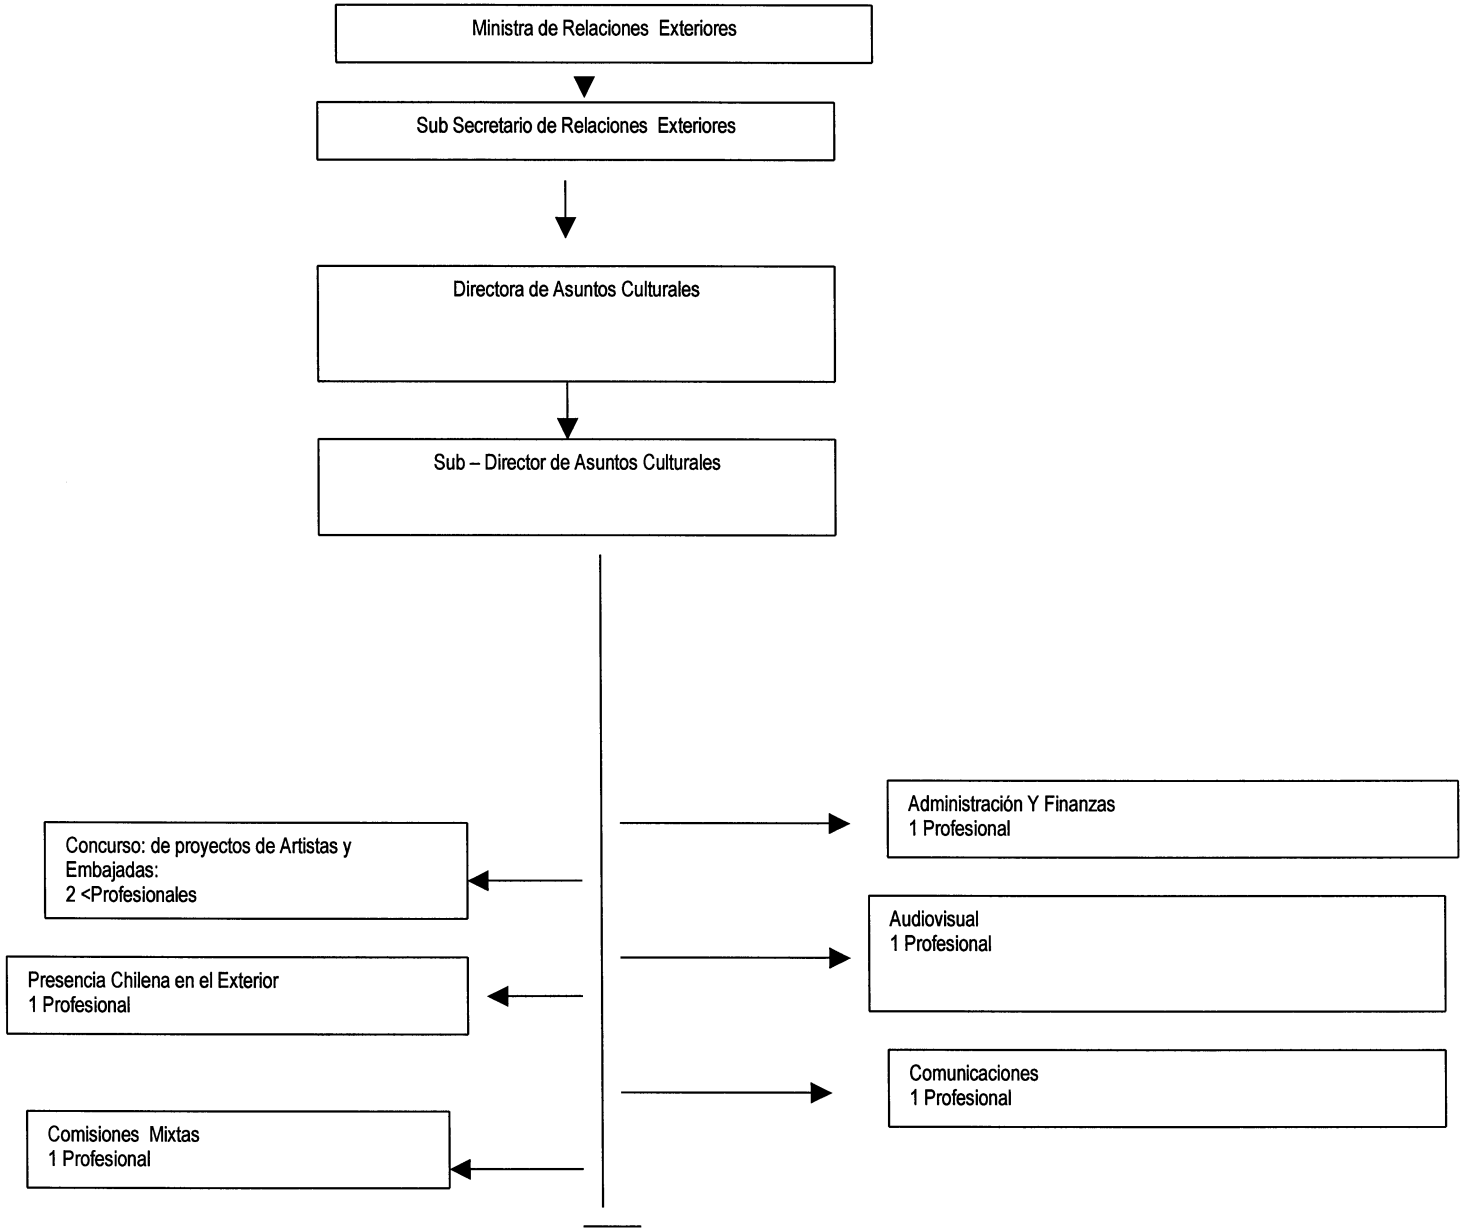 Ministra de Relaciones Exteriores
Sub Secretario de Relaciones Exteriores
Directora de Asuntos Culturales
Sub – Director de Asuntos Culturales
Administración Y Finanzas
1 Profesional
Concurso: de proyectos de Artistas y
Embajadas:
2 <Profesionales
Audiovisual
1 Profesional
Presencia Chilena en el Exterior
1 Profesional
Comunicaciones
1 Profesional
Comisiones Mixtas
1 Profesional